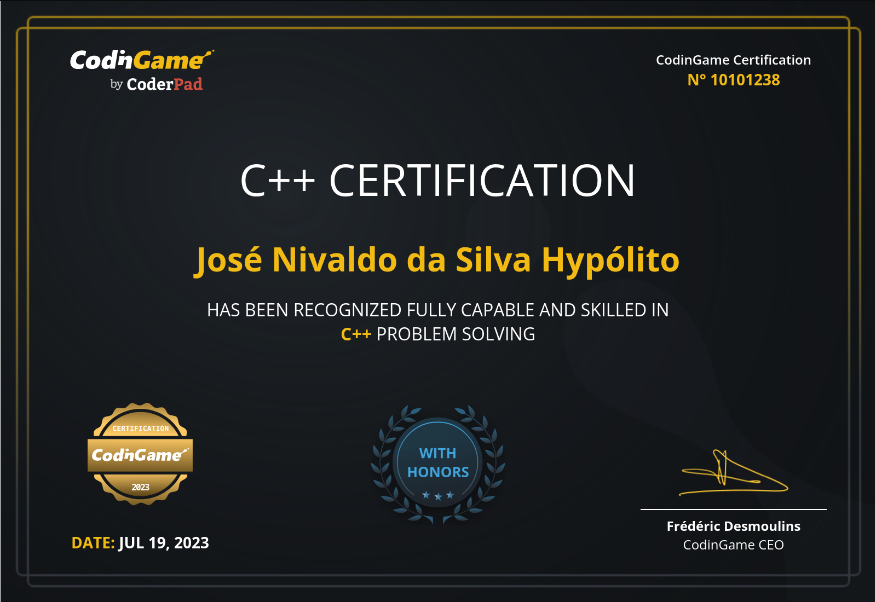 CodinGame
by CoderPad
CodinGame Certification
N° 10101238
C++ CERTIFICATION
José Nivaldo da Silva Hypólito
HAS BEEN RECOGNIZED FULLY CAPABLE AND SKILLED IN
C++ PROBLEM SOLVING
CERTIFICATION
CodinGame
2023
WITH
HONORS
DATE: JUL 19, 2023
Frédéric Desmoulins
CodinGame CEO